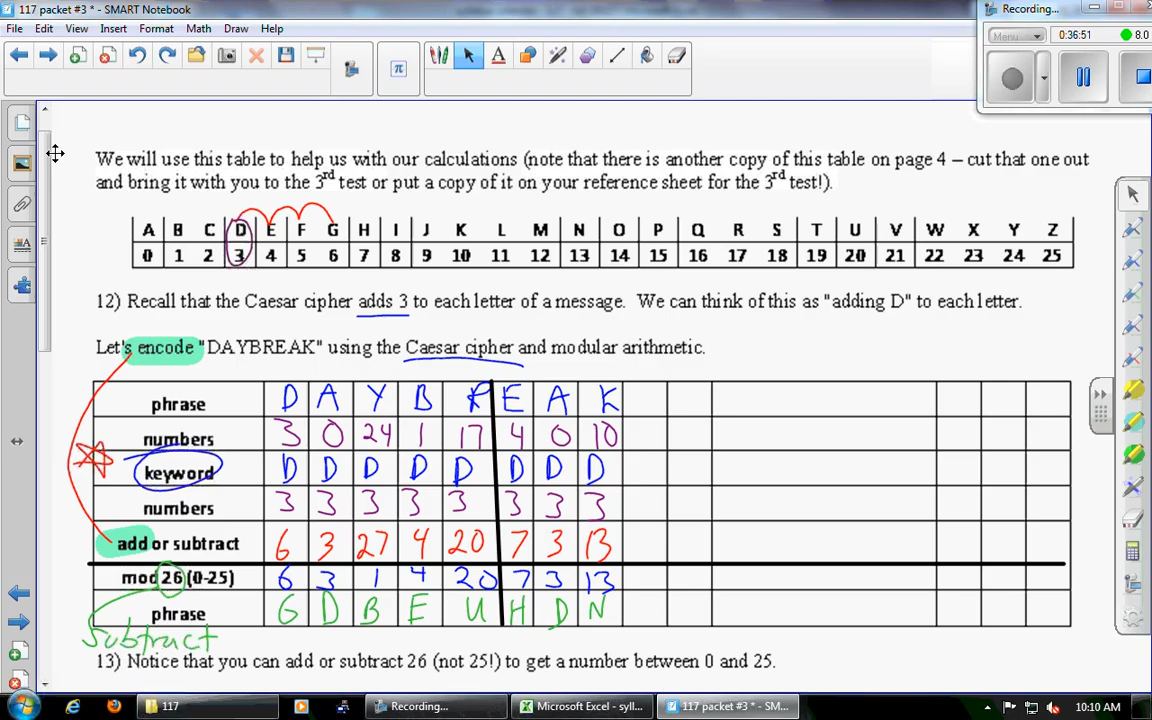 117 packet #3 * - SMART Notebook
Recording...
File Edit View Insert Format Math Draw Help
Menu 0:36:51 8.0
We will use this table to help us with our calculations (note that there is another copy of this table on page 4 – cut that one out
and bring it with you to the 3rd test or put a copy of it on your reference sheet for the 3rd test!).
A B C D E F G H I J K L M N O P Q R S T U V W X Y Z
0 1 2 3 4 5 6 7 8 9 10 11 12 13 14 15 16 17 18 19 20 21 22 23 24 25
12) Recall that the Caesar cipher adds 3 to each letter of a message. We can think of this as "adding D" to each letter.
Let's encode "DAYBREAK" using the Caesar cipher and modular arithmetic.
phrase D A Y B R E A K
numbers 3 0 24 1 17 4 0 10
keyword D D D D D D D D
numbers 3 3 3 3 3 3 3 3
add or subtract 6 3 27 4 20 7 3 13
mod 26 (0-25) 6 3 1 4 20 7 3 13
phrase G D B E U H D N
Subtract
13) Notice that you can add or subtract 26 (not 25!) to get a number between 0 and 25.
117
Recording...
Microsoft Excel - syll...
117 packet #3 * - SM...
10:10 AM